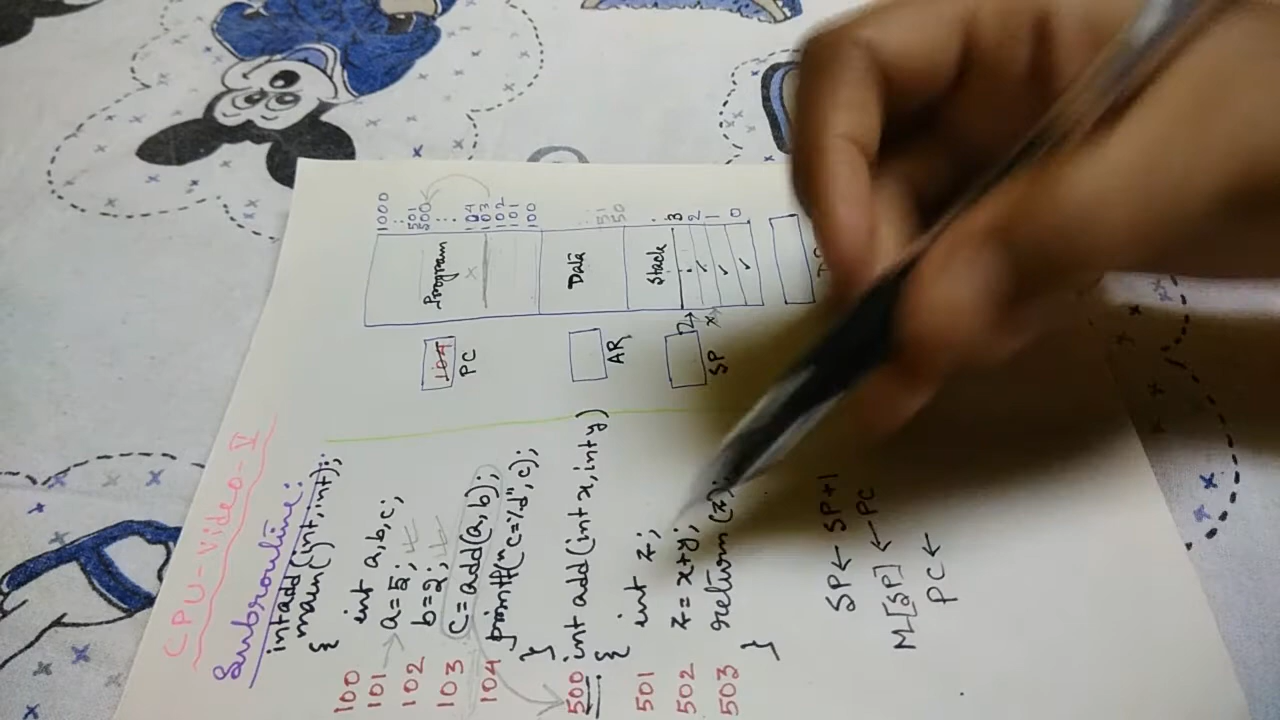 CPU-Video-V
Subroutine:
int add(int, int);
main()
{
100 int a,b,c;
101 a=5;
102 b=2;
103 c=add(a,b);
104 printf("c=%d",c);
}
500 int add(int x, int y)
{
501 int z;
502 z=x+y;
503 return(z);
}
SP←SP+1
M[SP]←PC
PC←
1000
501
500
104
103
102
101
100
51
50
3
2
1
0
Program
Data
Stack
104
PC
AR
SP